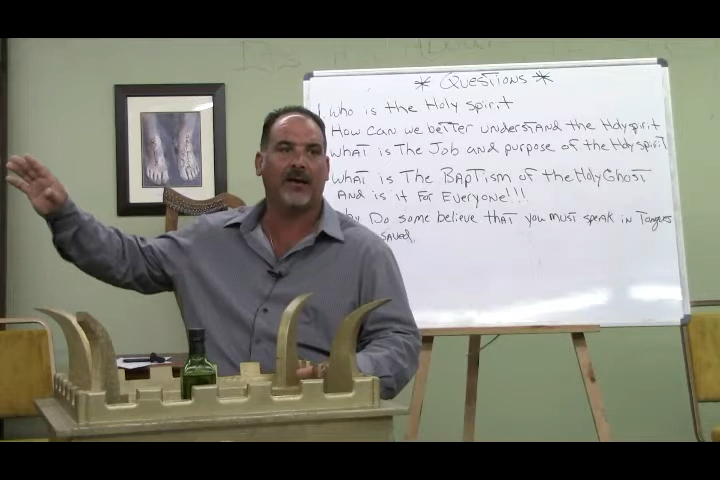 * Questions *
1. Who is the Holy spirit
How can we better understand the Holy spirit
What is The Job and purpose of the Holy spirit
What is The Baptism of the Holy Ghost
And is it For Everyone!!!
Do some believe that you must speak in Tongues
saved.